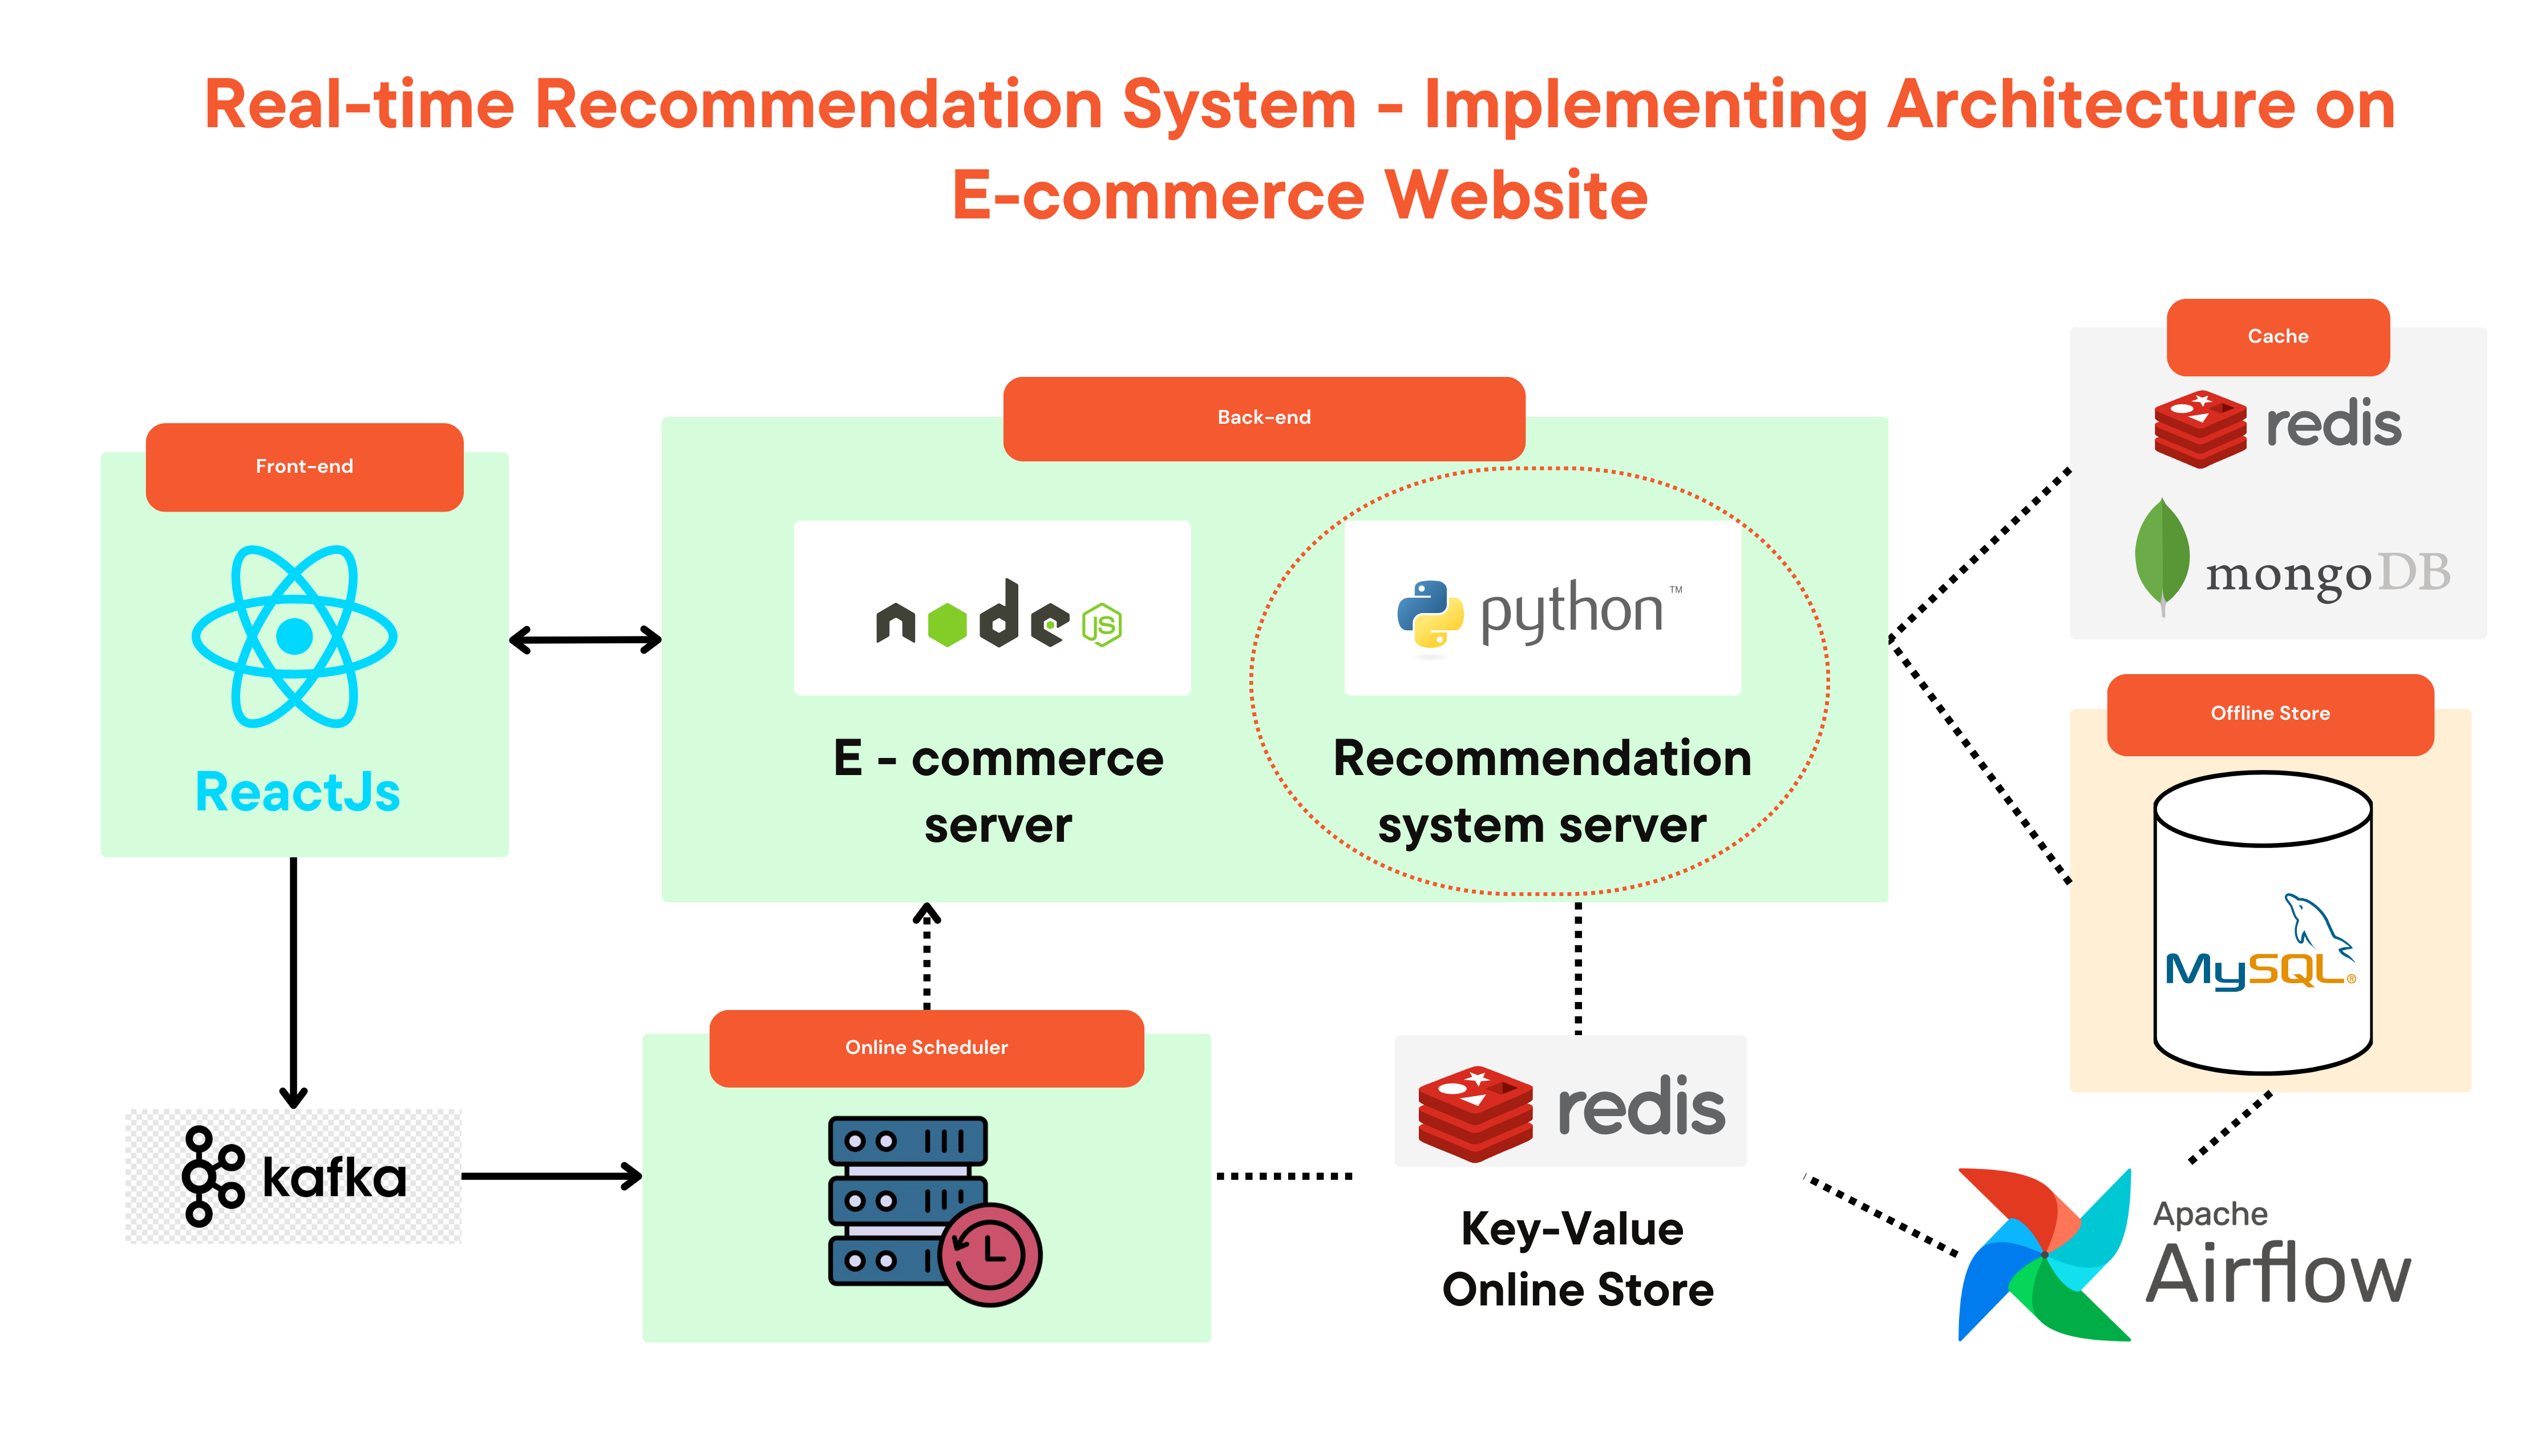 Real-time Recommendation System - Implementing Architecture on
E-commerce Website
Cache
redis
mongoDB
Back-end
Front-end
ReactJs
node JS
E - commerce
server
python™
Recommendation
system server
Offline Store
MySQL®
Online Scheduler
kafka
redis
Key-Value
Online Store
Apache
Airflow